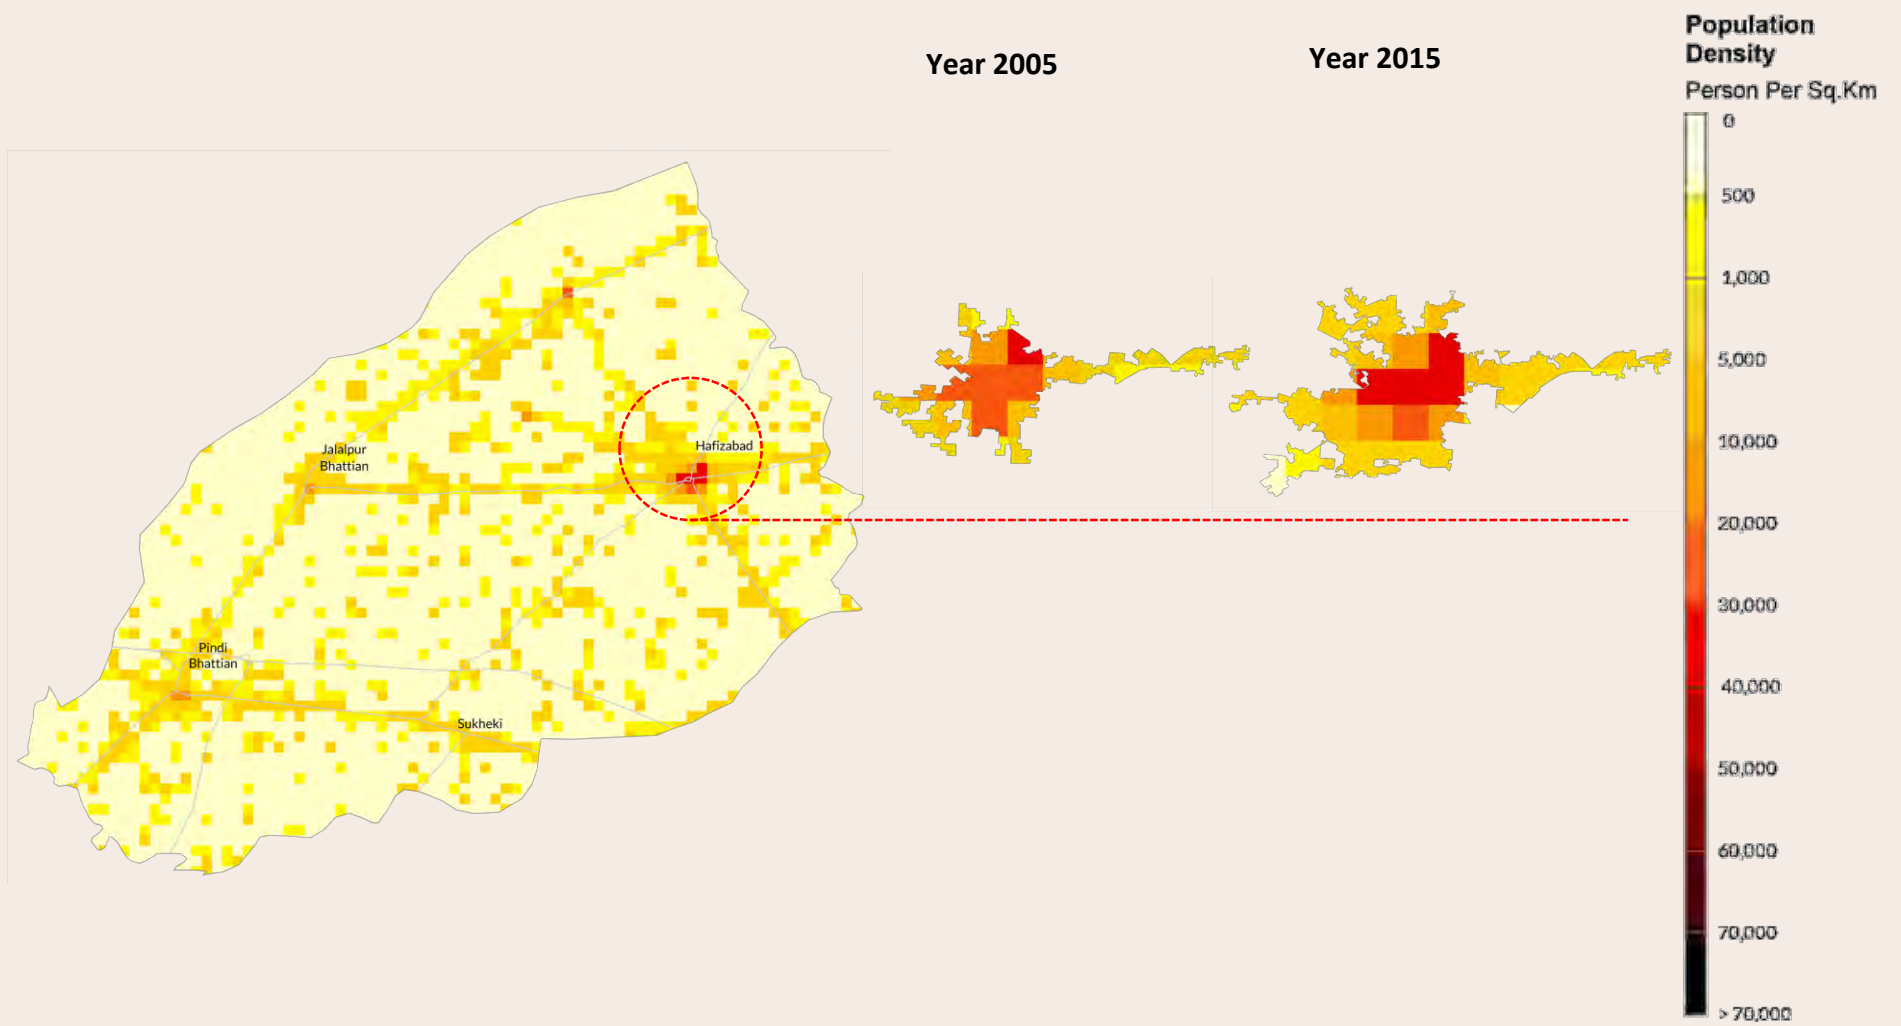 Year 2005
Year 2015
Population
Density
Person Per Sq.Km
0
500
1,000
5,000
10,000
20,000
30,000
40,000
50,000
60,000
70,000
> 70,000
Hafizabad
Jalalpur
Bhattian
Pindi
Bhattian
Sukheki